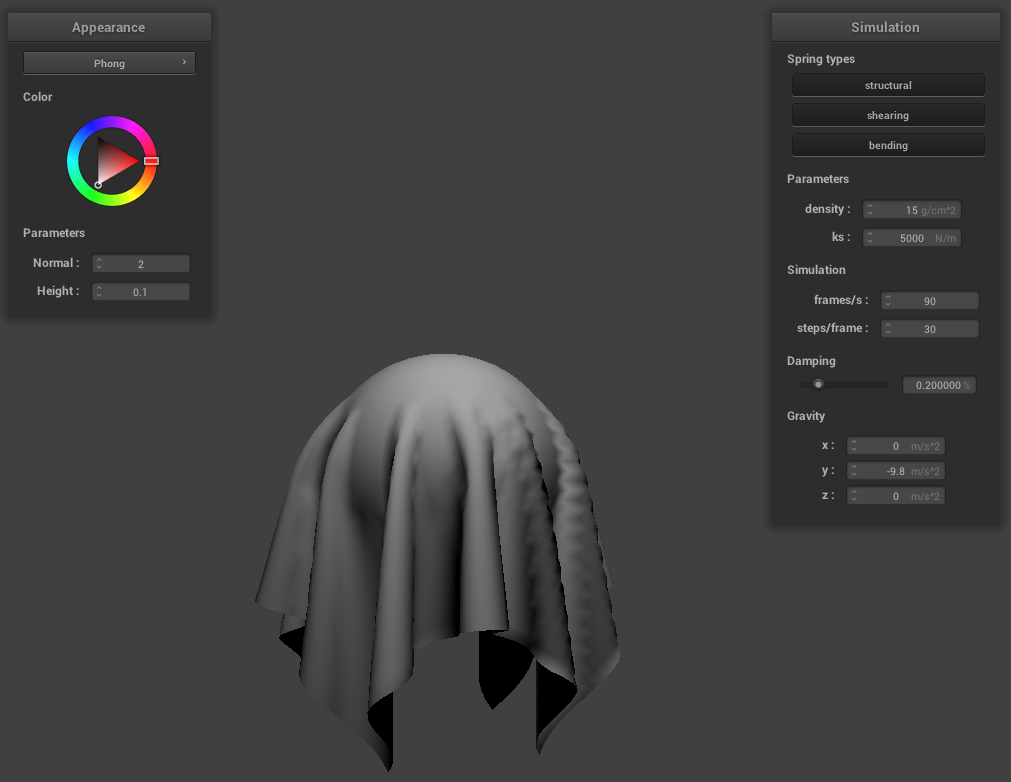 Appearance
Phong ›
Color
Parameters
Normal : 2
Height : 0.1
Simulation
Spring types
structural
shearing
bending
Parameters
density : 15 g/cm^2
ks : 5000 N/m
Simulation
frames/s : 90
steps/frame : 30
Damping
0.200000 %
Gravity
x : 0 m/s^2
y : -9.8 m/s^2
z : 0 m/s^2